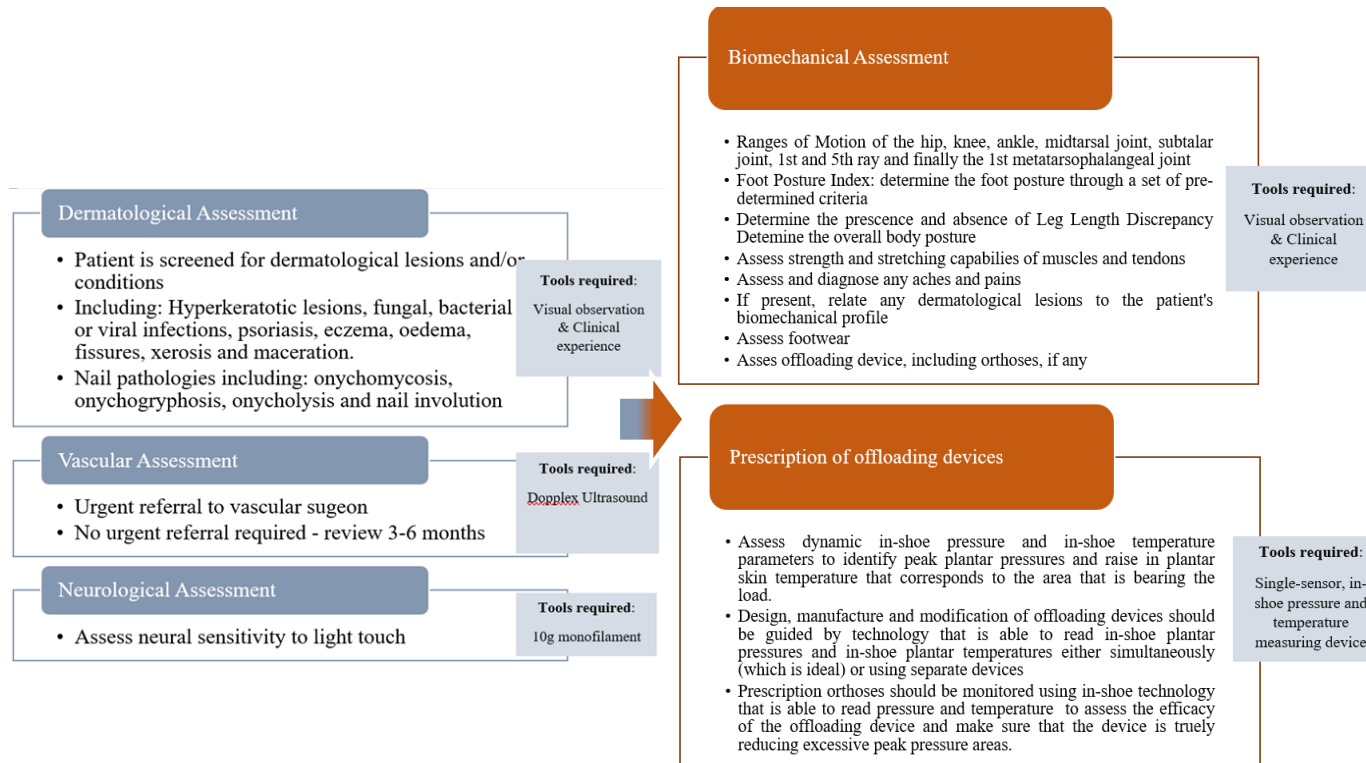 Dermatological Assessment
• Patient is screened for dermatological lesions and/or
conditions
• Including: Hyperkeratotic lesions, fungal, bacterial
or viral infections, psoriasis, eczema, oedema,
fissures, xerosis and maceration.
• Nail pathologies including: onychomycosis,
onychogryphosis, onycholysis and nail involution
Tools required:
Visual observation
& Clinical
experience
Vascular Assessment
• Urgent referral to vascular sugeon
• No urgent referral required - review 3-6 months
Tools required:
Dopplex Ultrasound
Neurological Assessment
• Assess neural sensitivity to light touch
Tools required:
10g monofilament
Biomechanical Assessment
• Ranges of Motion of the hip, knee, ankle, midtarsal joint, subtalar
joint, 1st and 5th ray and finally the 1st metatarsophalangeal joint
• Foot Posture Index: determine the foot posture through a set of pre-
determined criteria
• Determine the prescence and absence of Leg Length Discrepancy
Detemine the overall body posture
• Assess strength and stretching capabilies of muscles and tendons
• Assess and diagnose any aches and pains
• If present, relate any dermatological lesions to the patient's
biomechanical profile
• Assess footwear
• Asses offloading device, including orthoses, if any
Tools required:
Visual observation
& Clinical
experience
Prescription of offloading devices
• Assess dynamic in-shoe pressure and in-shoe temperature
parameters to identify peak plantar pressures and raise in plantar
skin temperature that corresponds to the area that is bearing the
load.
• Design, manufacture and modification of offloading devices should
be guided by technology that is able to read in-shoe plantar
pressures and in-shoe plantar temperatures either simultaneously
(which is ideal) or using separate devices
• Prescription orthoses should be monitored using in-shoe technology
that is able to read pressure and temperature to assess the efficacy
of the offloading device and make sure that the device is truely
reducing excessive peak pressure areas.
Tools required:
Single-sensor, in-
shoe pressure and
temperature
measuring device